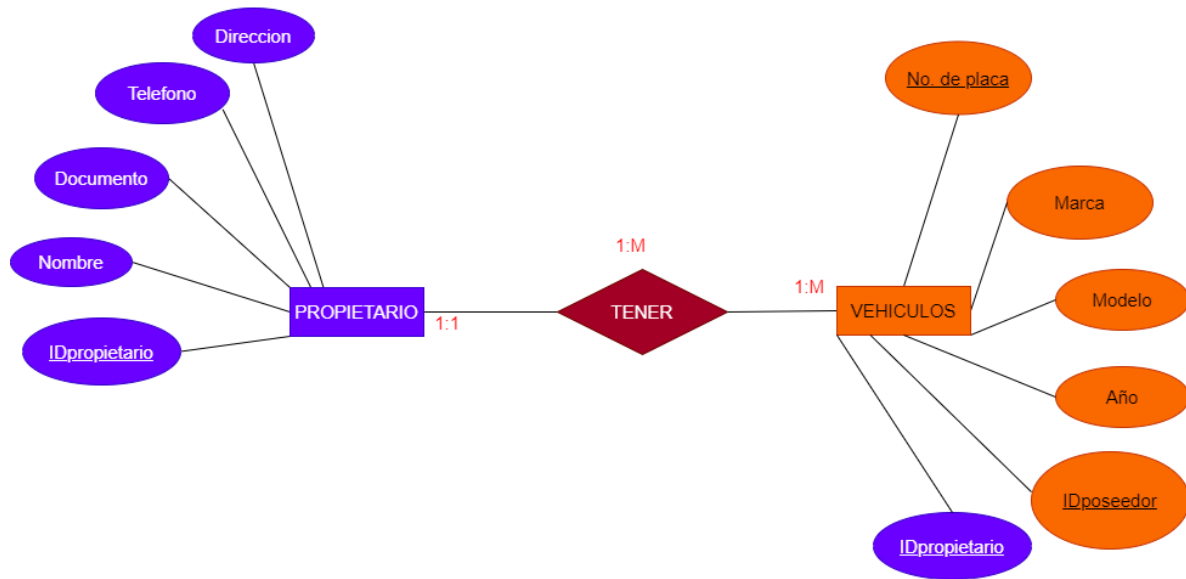 Direccion
Telefono
Documento
Nombre
IDpropietario
PROPIETARIO
1:1
1:M
TENER
1:M
VEHICULOS
No. de placa
Marca
Modelo
Año
IDposeedor
IDpropietario